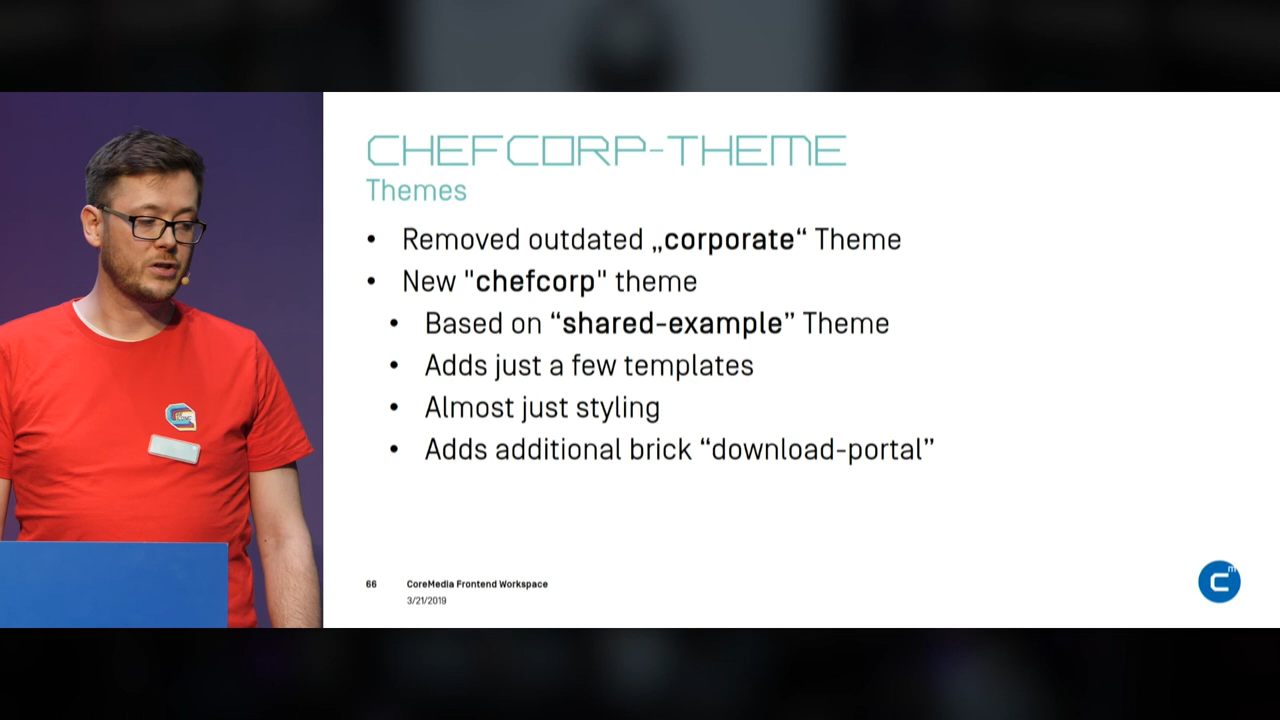 CHEFCORP-THEME
Themes
• Removed outdated „corporate“ Theme
• New "chefcorp" theme
• Based on “shared-example” Theme
• Adds just a few templates
• Almost just styling
• Adds additional brick “download-portal”
66 CoreMedia Frontend Workspace
3/21/2019